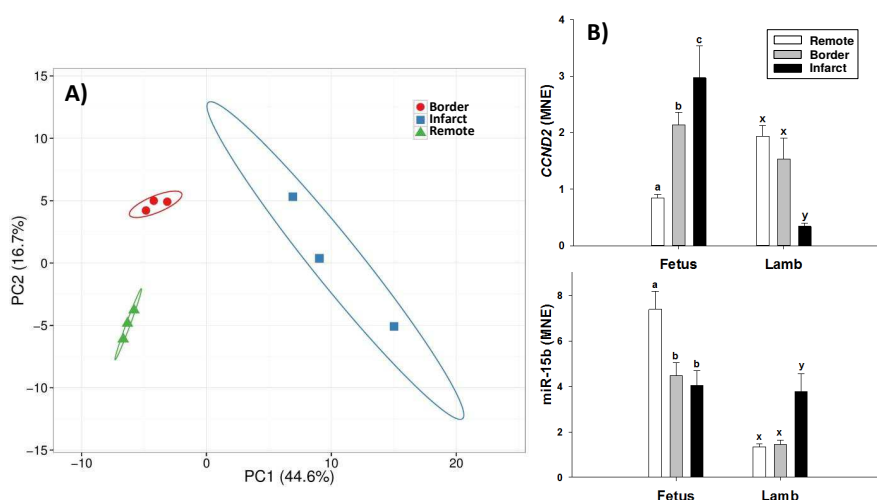 A)
Border
Infarct
Remote
15
10
5
0
−5
−10
−15
PC2 (16.7%)
−10
0
10
20
PC1 (44.6%)
B)
Remote
Border
Infarct
4
3
2
1
0
CCND2 (MNE)
a
b
c
x
x
y
Fetus
Lamb
8
6
4
2
0
miR-15b (MNE)
a
b
b
x
x
y
Fetus
Lamb